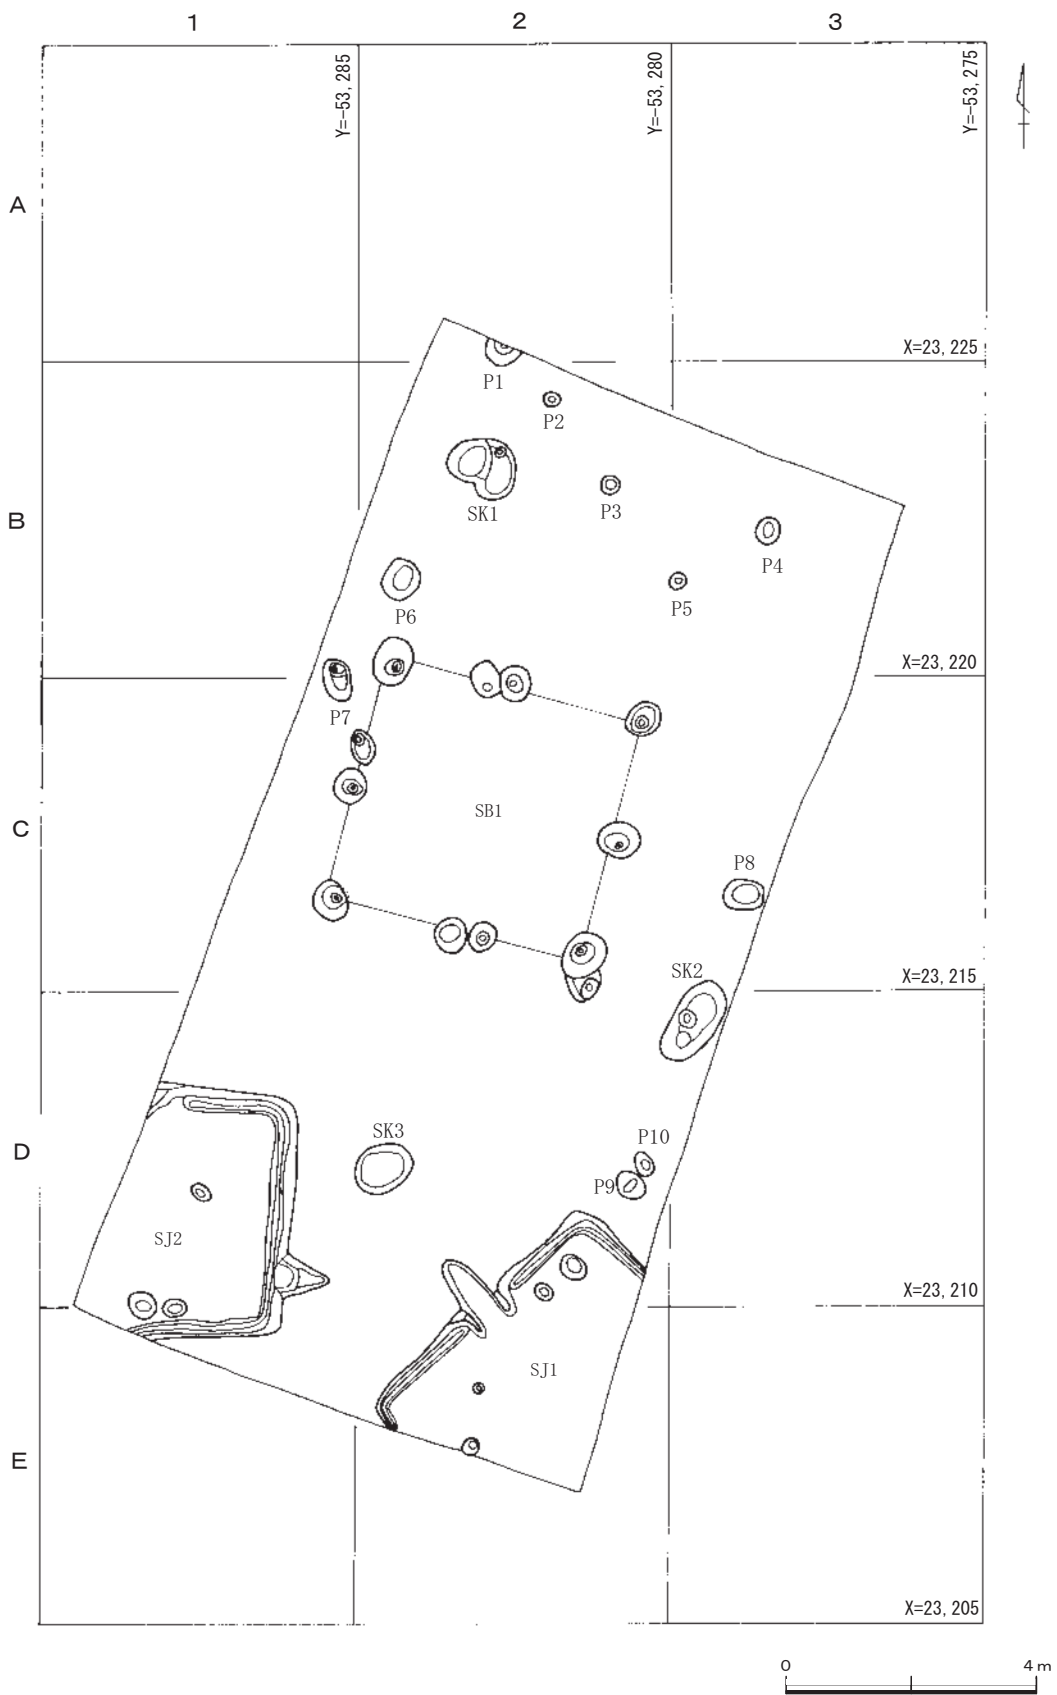 1 2 3
Y=-53,285
Y=-53,280
Y=-53,275
A
X=23,225
P1
P2
SK1
P3
B
P4
P5
P6
X=23,220
P7
SB1
C
P8
SK2
X=23,215
SK3
D
P10
P9
SJ2
X=23,210
SJ1
E
X=23,205
0 4m